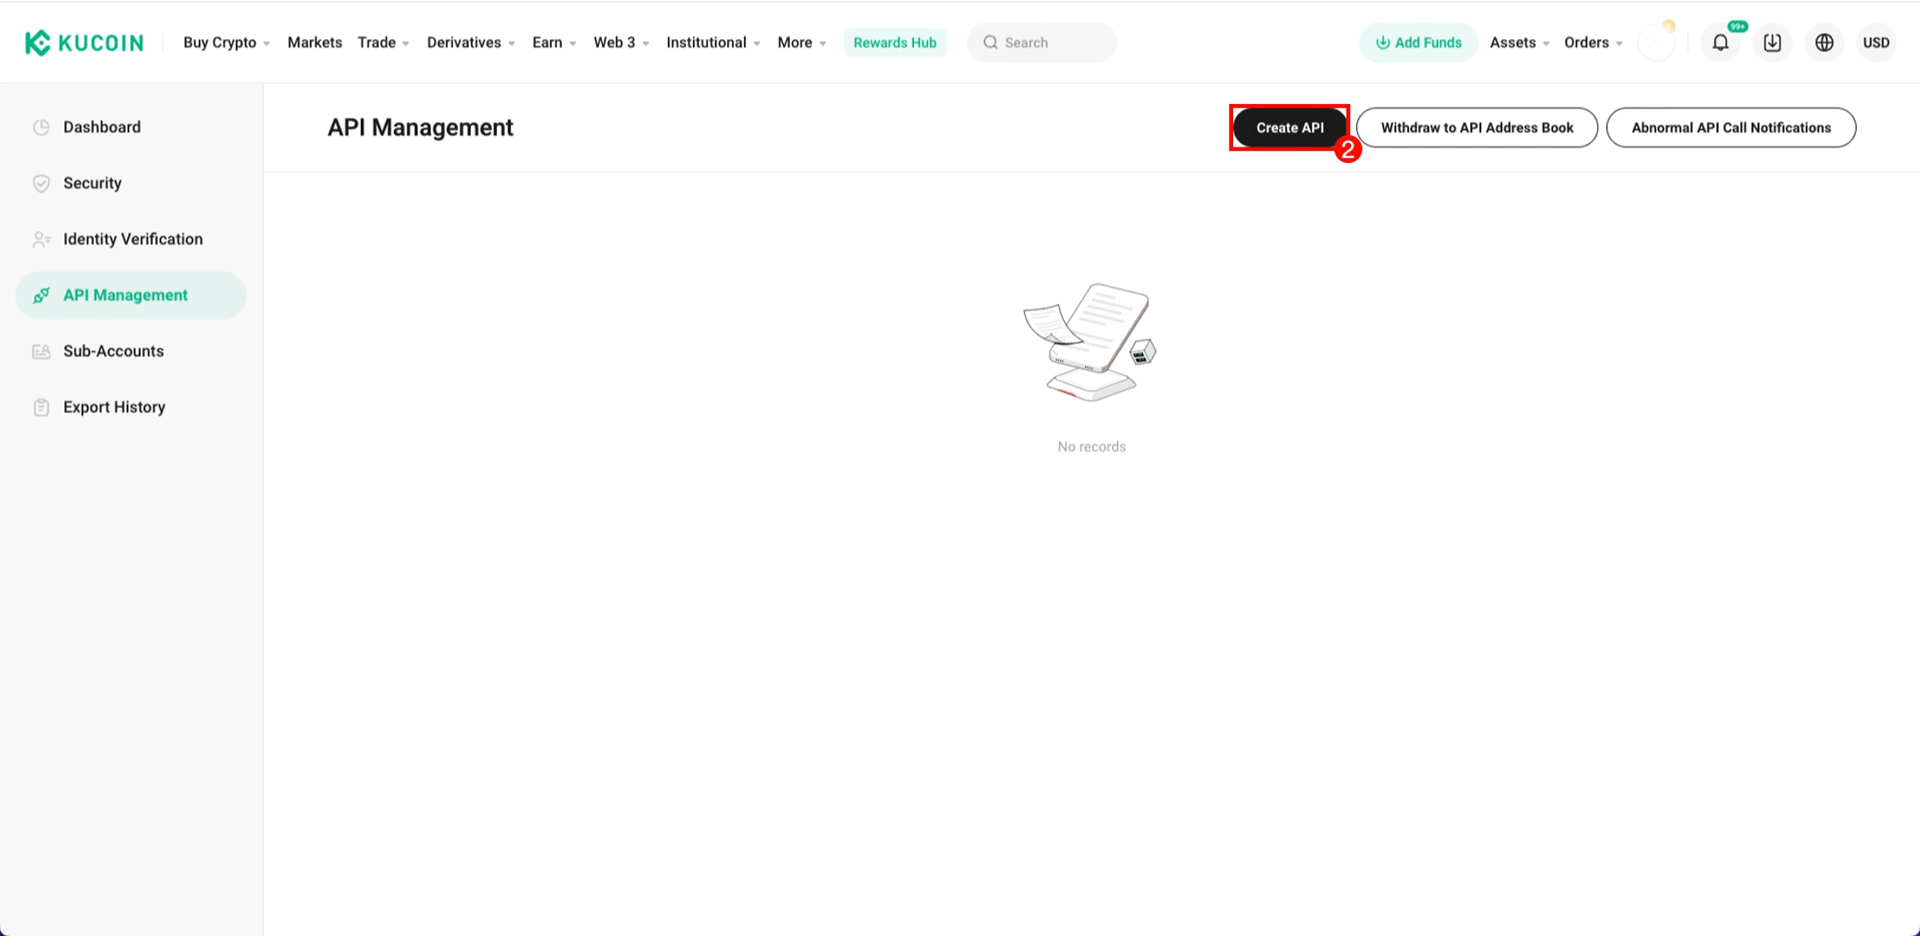 KUCOIN Buy Crypto Markets Trade Derivatives Earn Web 3 Institutional More Rewards Hub Search Add Funds Assets Orders 99+ USD
Dashboard
Security
Identity Verification
API Management
Sub-Accounts
Export History
API Management
Create API
2
Withdraw to API Address Book
Abnormal API Call Notifications
No records